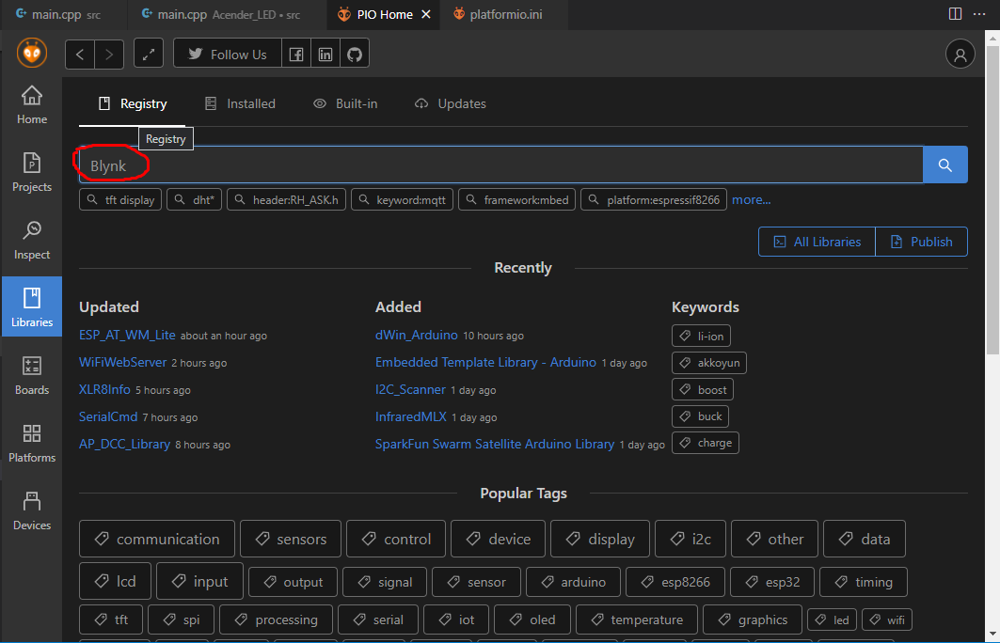 main.cpp src main.cpp Acender_LED • src PIO Home platformio.ini
Follow Us
Home
Projects
Inspect
Libraries
Boards
Platforms
Devices
Registry Installed Built-in Updates
Registry
Blynk
tft display dht* header:RH_ASK.h keyword:mqtt framework:mbed platform:espressif8266 more...
All Libraries Publish
Recently
Updated
ESP_AT_WM_Lite about an hour ago
WiFiWebServer 2 hours ago
XLR8Info 5 hours ago
SerialCmd 7 hours ago
AP_DCC_Library 8 hours ago
Added
dWin_Arduino 10 hours ago
Embedded Template Library - Arduino 1 day ago
I2C_Scanner 1 day ago
InfraredMLX 1 day ago
SparkFun Swarm Satellite Arduino Library 1 day ago
Keywords
li-ion
akkoyun
boost
buck
charge
Popular Tags
communication sensors control device display i2c other data
lcd input output signal sensor arduino esp8266 esp32 timing
tft spi processing serial iot oled temperature graphics led wifi